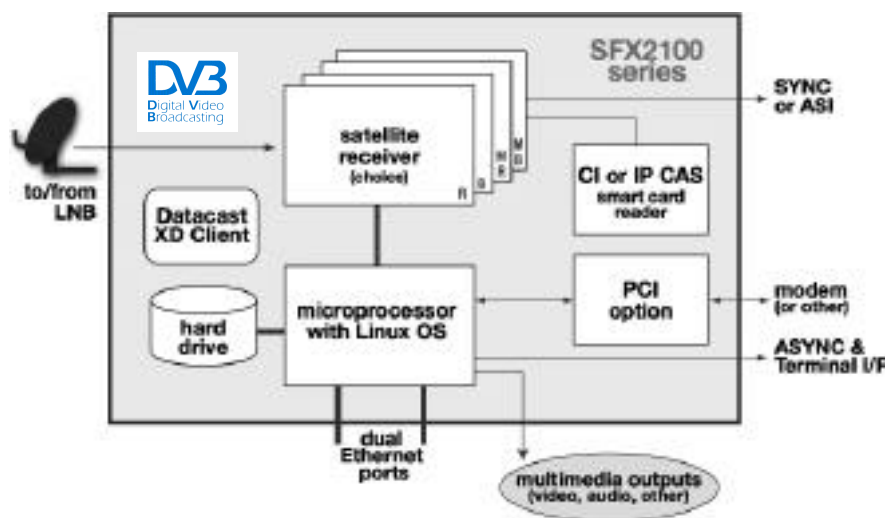 SFX2100
series
DVB
Digital Video
Broadcasting
SYNC
or ASI
satellite
receiver
(choice)
R
S
MR
MD
to/from
LNB
CI or IP CAS
smart card
reader
Datacast
XD Client
microprocessor
with Linux OS
PCI
option
modem
(or other)
hard
drive
ASYNC &
Terminal I/F
dual
Ethernet
ports
multimedia outputs
(video, audio, other)